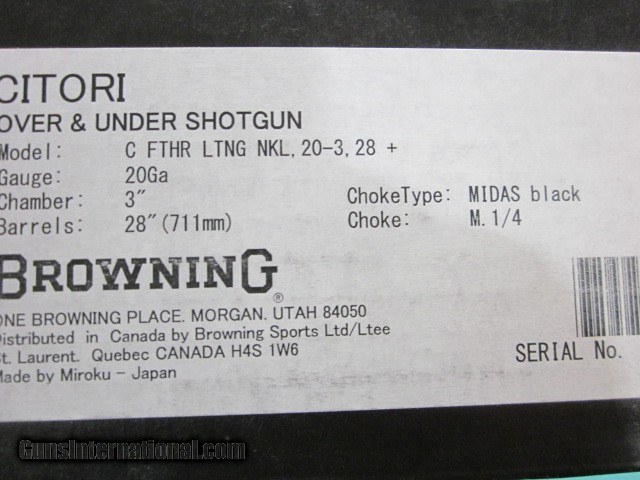 CITORI
OVER & UNDER SHOTGUN
Model: C FTHR LTNG NKL, 20-3, 28 +
Gauge: 20Ga
Chamber: 3" ChokeType: MIDAS black
Barrels: 28"(711mm) Choke: M.1/4
BROWNING®
ONE BROWNING PLACE. MORGAN. UTAH 84050
Distributed in Canada by Browning Sports Ltd/Ltee
St. Laurent. Quebec CANADA H4S 1W6
SERIAL No.
Made by Miroku - Japan
GunsInternational.com